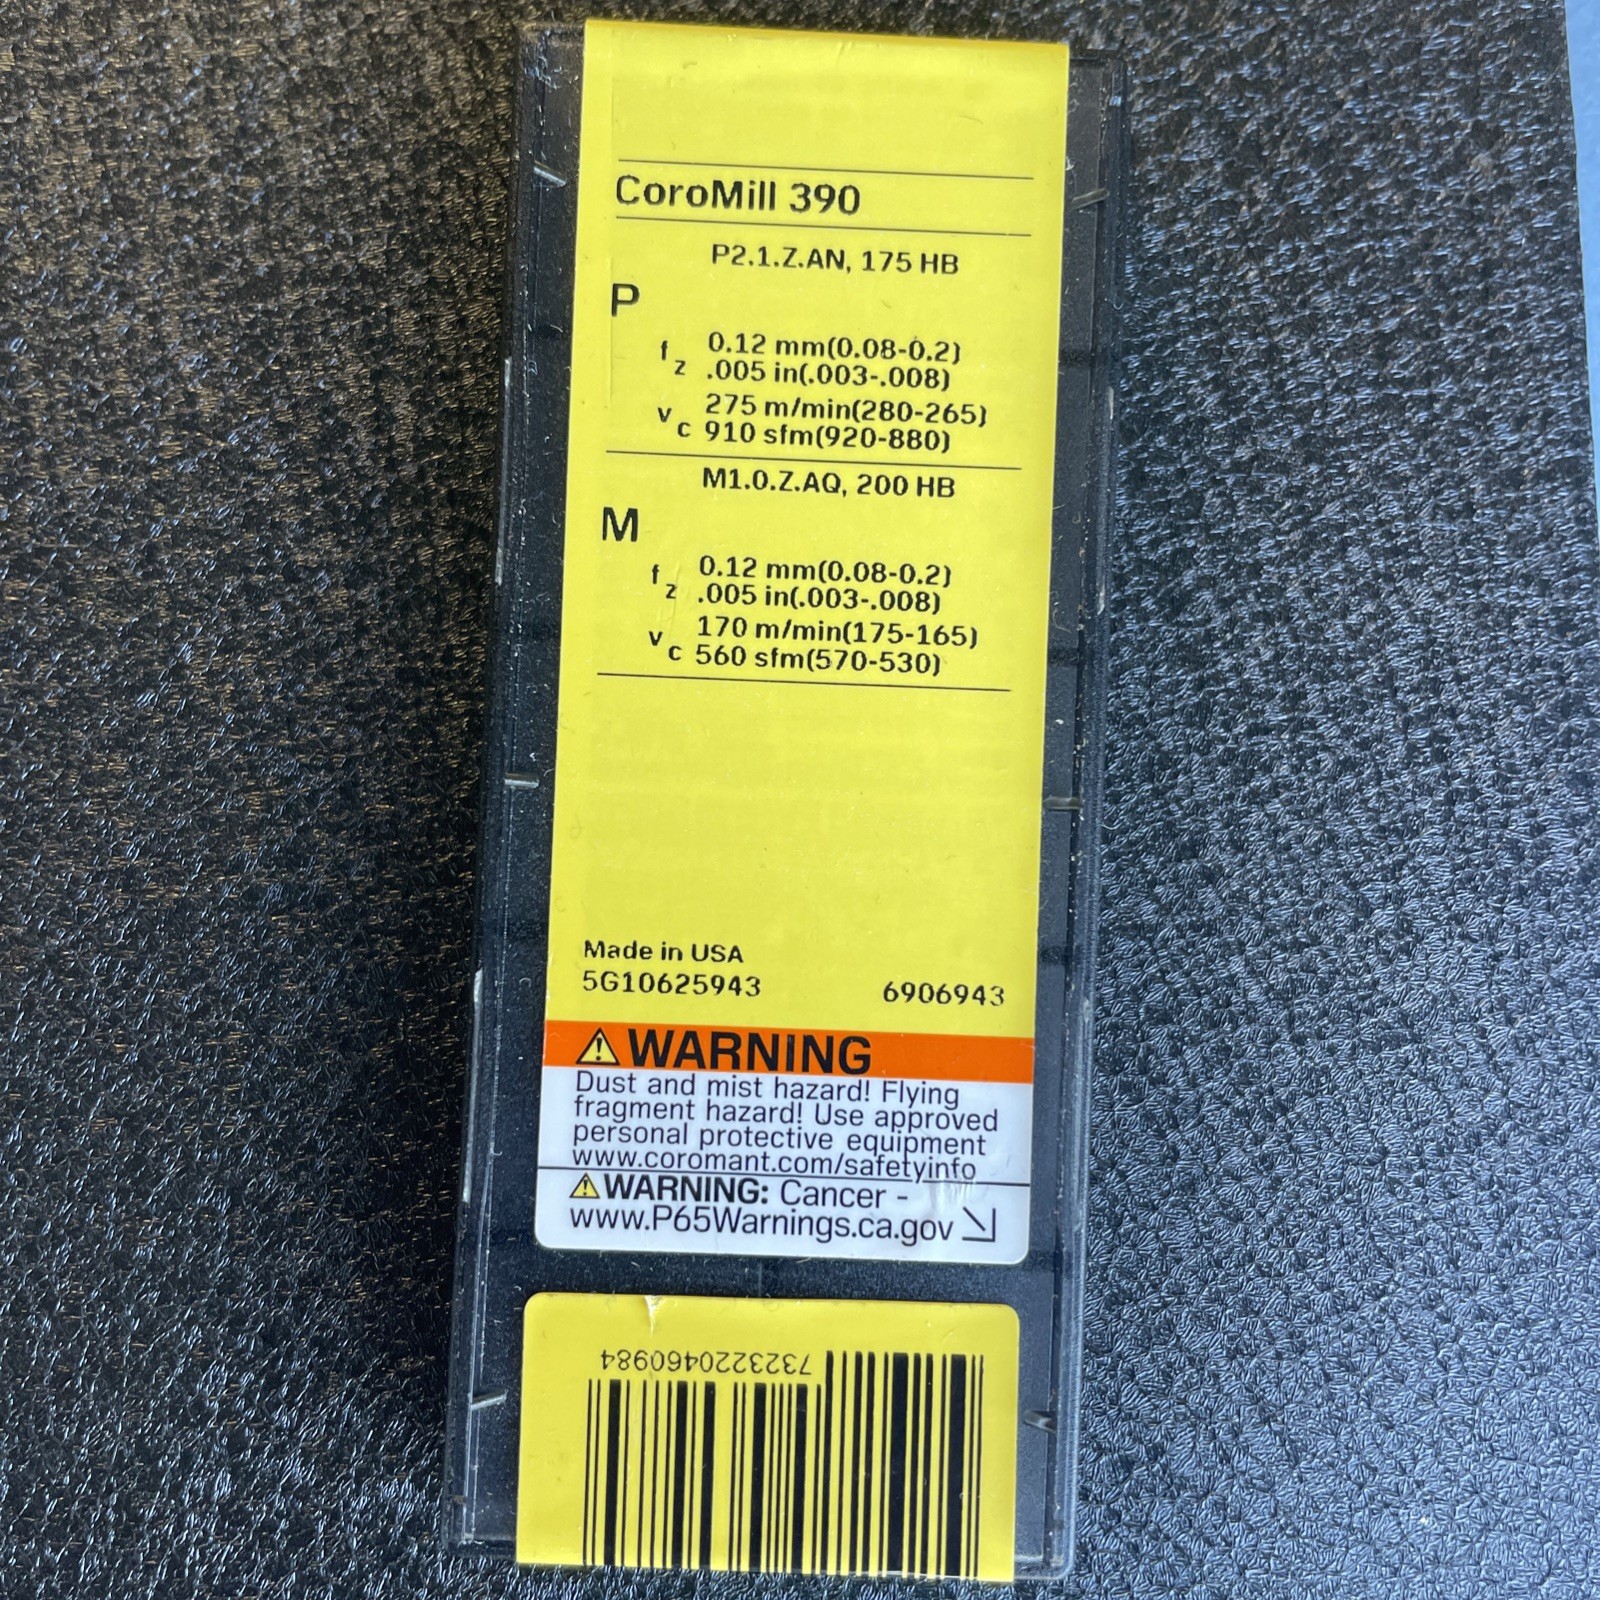 CoroMill 390
P2.1.Z.AN, 175 HB
P
fz 0.12 mm(0.08-0.2)
.005 in(.003-.008)
vc 275 m/min(280-265)
910 sfm(920-880)
M1.0.Z.AQ, 200 HB
M
fz 0.12 mm(0.08-0.2)
.005 in(.003-.008)
vc 170 m/min(175-165)
560 sfm(570-530)
Made in USA
5G10625943 6906943
WARNING
Dust and mist hazard! Flying
fragment hazard! Use approved
personal protective equipment
www.coromant.com/safetyinfo
WARNING: Cancer -
www.P65Warnings.ca.gov
7323220460984